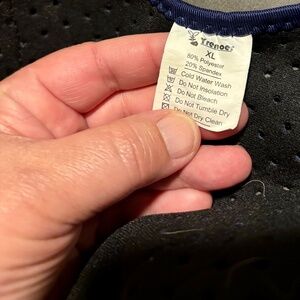 Trenoes
XL
80% Polyester
20% Spandex
Cold Water Wash
Do Not Insolation
Do Not Bleach
Do Not Tumble Dry
Do Not Dry Clean